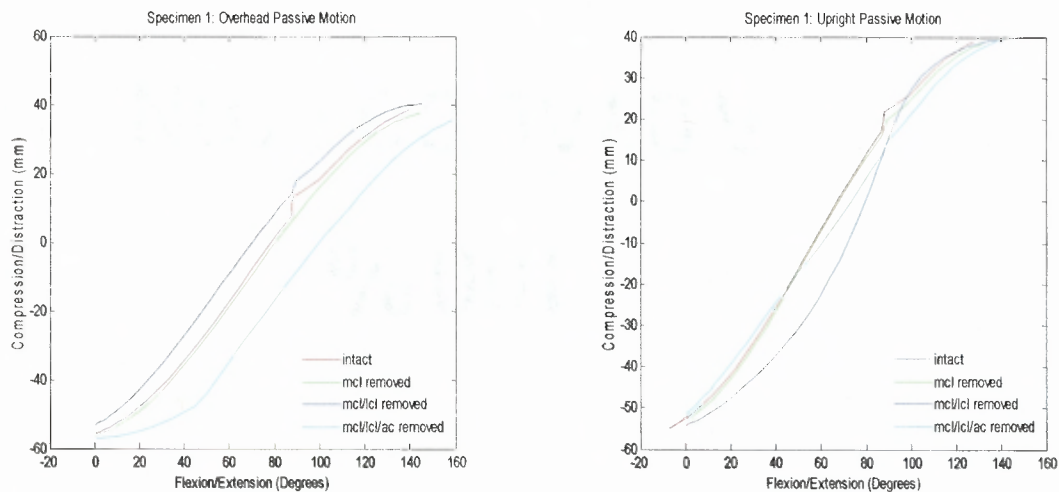 Specimen 1: Overhead Passive Motion
60
40
20
0
-20
-40
-60
Compression/Distraction (mm)
intact
mcl removed
mcl/lcl removed
mcl/lcl/ac removed
-20 0 20 40 60 80 100 120 140 160
Flexion/Extension (Degrees)
Specimen 1: Upright Passive Motion
40
30
20
10
0
-10
-20
-30
-40
-50
-60
Compression/Distraction (mm)
intact
mcl removed
mcl/lcl removed
mcl/lcl/ac removed
-20 0 20 40 60 80 100 120 140 160
Flexion/Extension (Degrees)